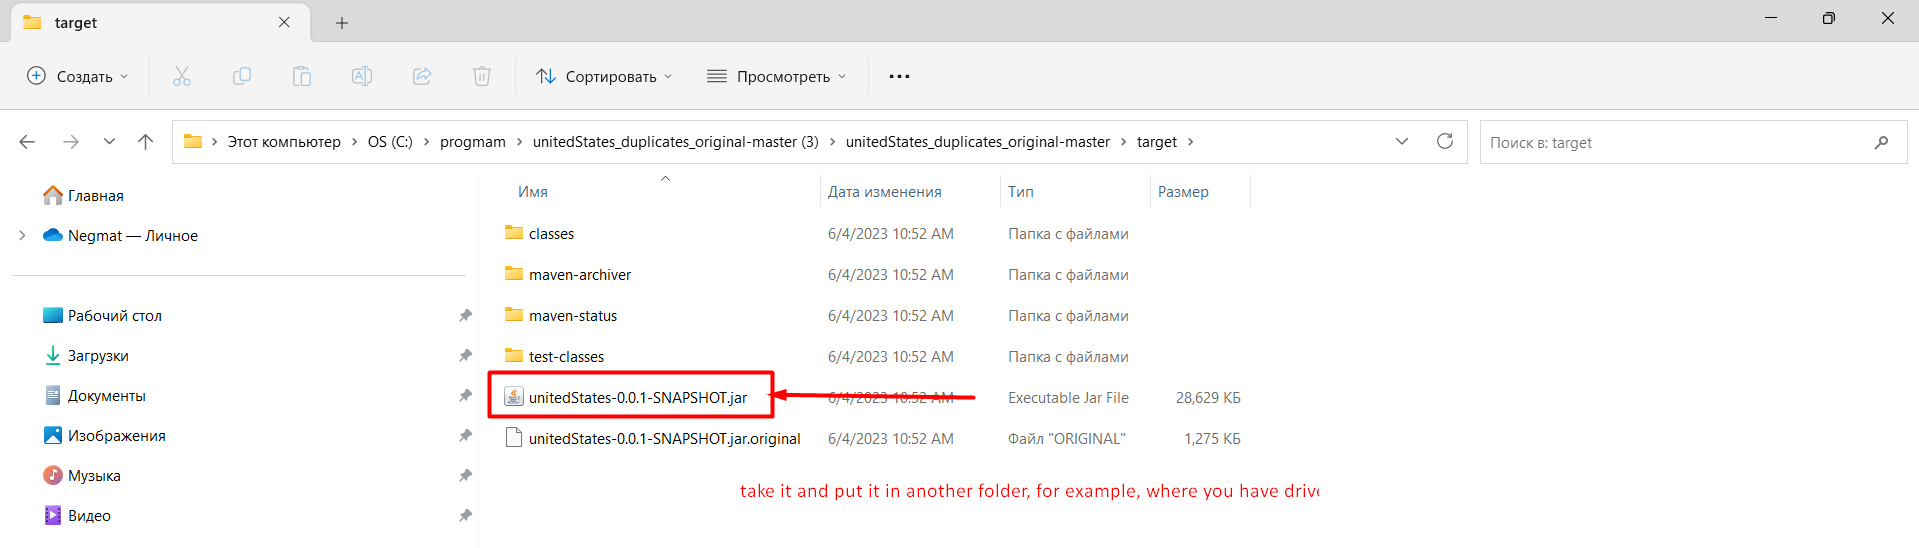 target
Создать
Сортировать
Просмотреть
Этот компьютер > OS (C:) > progmam > unitedStates_duplicates_original-master (3) > unitedStates_duplicates_original-master > target >
Поиск в: target
Главная
Negmat — Личное
Рабочий стол
Загрузки
Документы
Изображения
Музыка
Видео
Имя Дата изменения Тип Размер
classes 6/4/2023 10:52 AM Папка с файлами
maven-archiver 6/4/2023 10:52 AM Папка с файлами
maven-status 6/4/2023 10:52 AM Папка с файлами
test-classes 6/4/2023 10:52 AM Папка с файлами
unitedStates-0.0.1-SNAPSHOT.jar 6/4/2023 10:52 AM Executable Jar File 28,629 КБ
unitedStates-0.0.1-SNAPSHOT.jar.original 6/4/2023 10:52 AM Файл "ORIGINAL" 1,275 КБ
take it and put it in another folder, for example, where you have drive